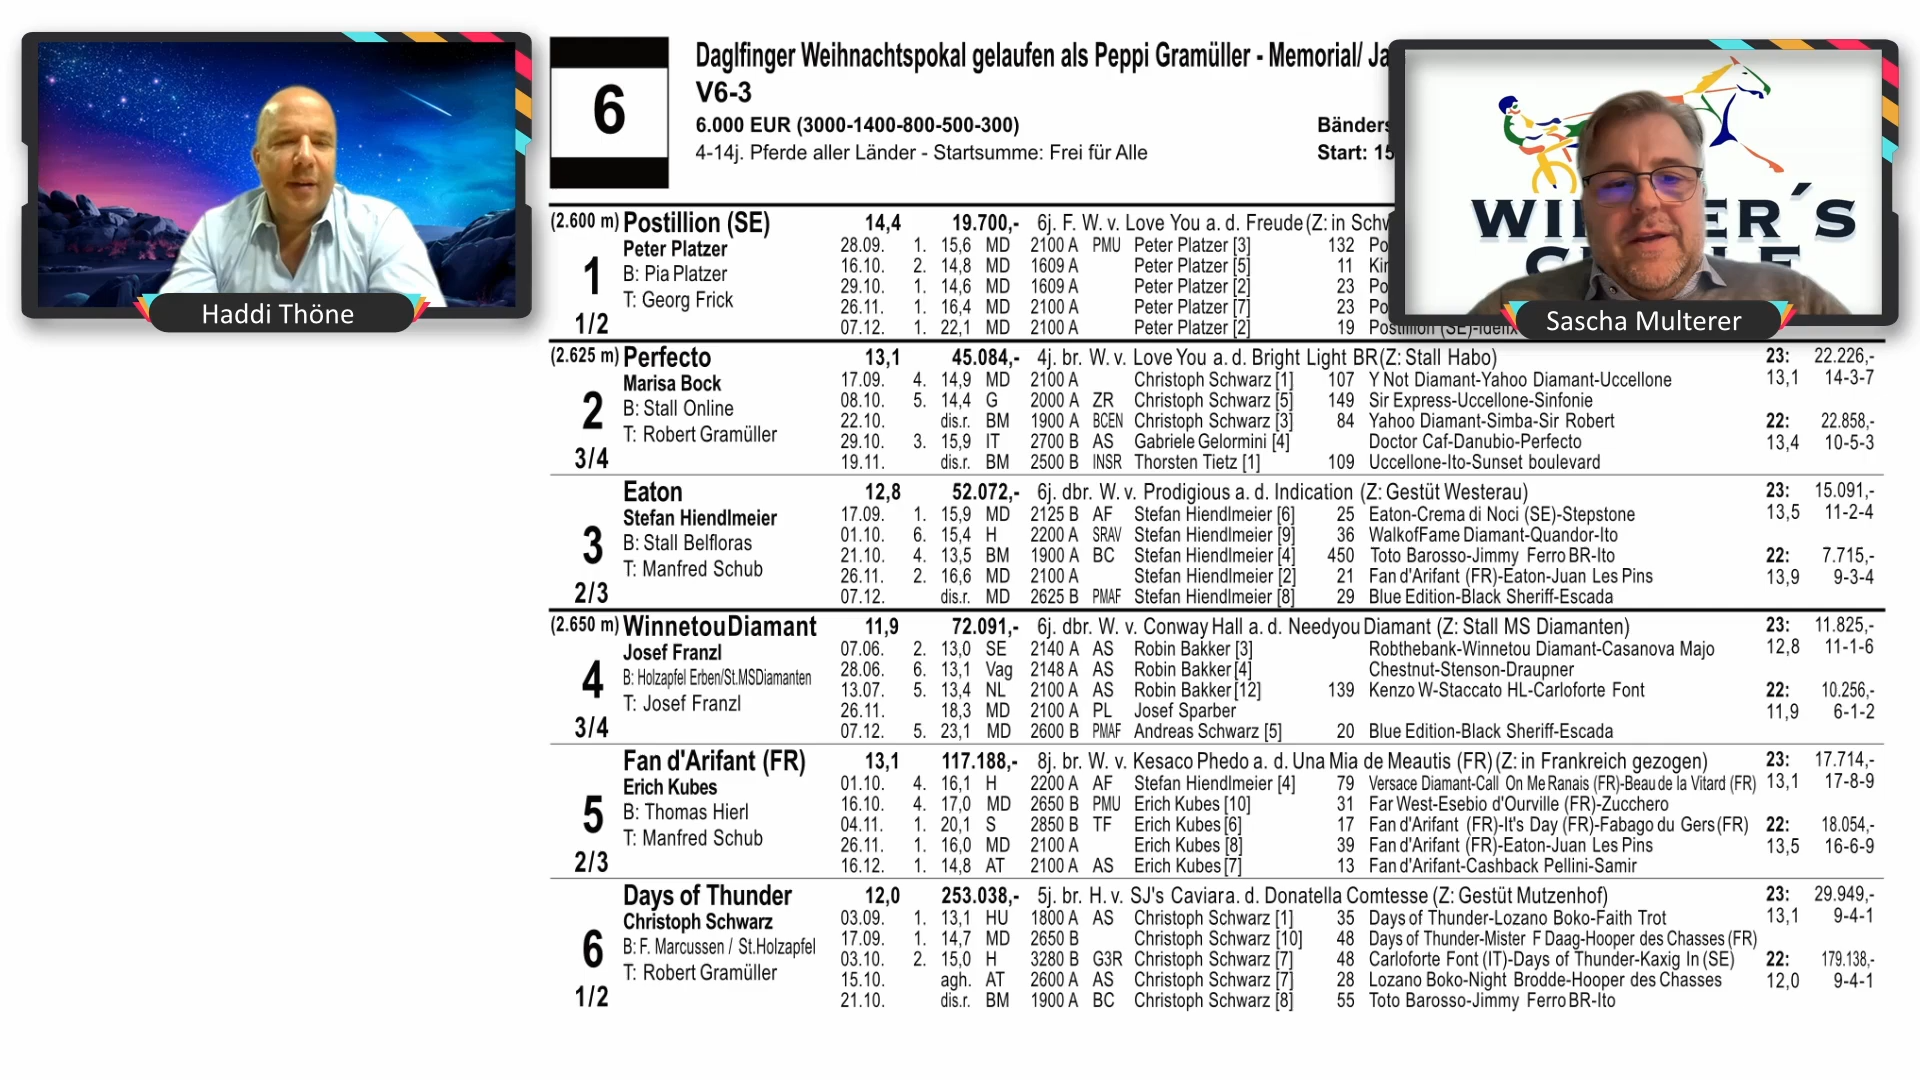 Haddi Thöne
Sascha Multerer
6
Daglfinger Weihnachtspokal gelaufen als Peppi Gramüller - Memorial/ Ja
V6-3
6.000 EUR (3000-1400-800-500-300)
4-14j. Pferde aller Länder - Startsumme: Frei für Alle
Bänders
Start: 15
(2.600 m) Postillion (SE) 14,4 19.700,- 6j. F. W. v. Love You a. d. Freude (Z: in Schw
Peter Platzer
B: Pia Platzer
T: Georg Frick
1
1/2
28.09. 1. 15,6 MD 2100 A PMU Peter Platzer [3] 132 Po
16.10. 2. 14,8 MD 1609 A Peter Platzer [5] 11 Kin
29.10. 1. 14,6 MD 1609 A Peter Platzer [2] 23 Po
26.11. 1. 16,4 MD 2100 A Peter Platzer [7] 23 Po
07.12. 1. 22,1 MD 2100 A Peter Platzer [2] 19 Postillion (SE)-Idefix
(2.625 m) Perfecto 13,1 45.084,- 4j. br. W. v. Love You a. d. Bright Light BR (Z: Stall Habo) 23: 22.226,-
Marisa Bock
B: Stall Online
T: Robert Gramüller
2
3/4
17.09. 4. 14,9 MD 2100 A Christoph Schwarz [1] 107 Y Not Diamant-Yahoo Diamant-Uccellone 13,1 14-3-7
08.10. 5. 14,4 G 2000 A ZR Christoph Schwarz [5] 149 Sir Express-Uccellone-Sinfonie
22.10. dis.r. BM 1900 A BCEN Christoph Schwarz [3] 84 Yahoo Diamant-Simba-Sir Robert 22: 22.858,-
29.10. 3. 15,9 IT 2700 B AS Gabriele Gelormini [4] Doctor Caf-Danubio-Perfecto 13,4 10-5-3
19.11. dis.r. BM 2500 B INSR Thorsten Tietz [1] 109 Uccellone-Ito-Sunset boulevard
Eaton 12,8 52.072,- 6j. dbr. W. v. Prodigious a. d. Indication (Z: Gestüt Westerau) 23: 15.091,-
Stefan Hiendlmeier
B: Stall Belfloras
T: Manfred Schub
3
2/3
17.09. 1. 15,9 MD 2125 B AF Stefan Hiendlmeier [6] 25 Eaton-Crema di Noci (SE)-Stepstone 13,5 11-2-4
01.10. 6. 15,4 H 2200 A SRAV Stefan Hiendlmeier [9] 36 WalkofFame Diamant-Quandor-Ito
21.10. 4. 13,5 BM 1900 A BC Stefan Hiendlmeier [4] 450 Toto Barosso-Jimmy Ferro BR-Ito 22: 7.715,-
26.11. 2. 16,6 MD 2100 A Stefan Hiendlmeier [2] 21 Fan d'Arifant (FR)-Eaton-Juan Les Pins 13,9 9-3-4
07.12. dis.r. MD 2625 B PMAF Stefan Hiendlmeier [8] 29 Blue Edition-Black Sheriff-Escada
(2.650 m) Winnetou Diamant 11,9 72.091,- 6j. dbr. W. v. Conway Hall a. d. Needyou Diamant (Z: Stall MS Diamanten) 23: 11.825,-
Josef Franzl
B: Holzapfel Erben/St.MSDiamanten
T: Josef Franzl
4
3/4
07.06. 2. 13,0 SE 2140 A AS Robin Bakker [3] Robthebank-Winnetou Diamant-Casanova Majo 12,8 11-1-6
28.06. 6. 13,1 Vag 2148 A AS Robin Bakker [4] Chestnut-Stenson-Draupner
13.07. 5. 13,4 NL 2100 A AS Robin Bakker [12] 139 Kenzo W-Staccato HL-Carloforte Font 22: 10.256,-
26.11. 18,3 MD 2100 A PL Josef Sparber 11,9 6-1-2
07.12. 5. 23,1 MD 2600 B PMAF Andreas Schwarz [5] 20 Blue Edition-Black Sheriff-Escada
Fan d'Arifant (FR) 13,1 117.188,- 8j. br. W. v. Kesaco Phedo a. d. Una Mia de Meautis (FR) (Z: in Frankreich gezogen) 23: 17.714,-
Erich Kubes
B: Thomas Hierl
T: Manfred Schub
5
2/3
01.10. 4. 16,1 H 2200 A AF Stefan Hiendlmeier [4] 79 Versace Diamant-Call On Me Ranais (FR)-Beau de la Vitard (FR) 13,1 17-8-9
16.10. 4. 17,0 MD 2650 B PMU Erich Kubes [10] 31 Far West-Esebio d'Ourville (FR)-Zucchero
04.11. 1. 20,1 S 2850 B TF Erich Kubes [6] 17 Fan d'Arifant (FR)-It's Day (FR)-Fabago du Gers (FR) 22: 18.054,-
26.11. 1. 16,0 MD 2100 A Erich Kubes [8] 39 Fan d'Arifant (FR)-Eaton-Juan Les Pins 13,5 16-6-9
16.12. 1. 14,8 AT 2100 A AS Erich Kubes [7] 13 Fan d'Arifant-Cashback Pellini-Samir
Days of Thunder 12,0 253.038,- 5j. br. H. v. SJ's Caviar a. d. Donatella Comtesse (Z: Gestüt Mutzenhof) 23: 29.949,-
Christoph Schwarz
B: F. Marcussen / St.Holzapfel
T: Robert Gramüller
6
1/2
03.09. 1. 13,1 HU 1800 A AS Christoph Schwarz [1] 35 Days of Thunder-Lozano Boko-Faith Trot 13,1 9-4-1
17.09. 1. 14,7 MD 2650 B Christoph Schwarz [10] 48 Days of Thunder-Mister F Daag-Hooper des Chasses (FR)
03.10. 2. 15,0 H 3280 B G3R Christoph Schwarz [7] 48 Carloforte Font (IT)-Days of Thunder-Kaxig In (SE) 22: 179.138,-
15.10. agh. AT 2600 A AS Christoph Schwarz [7] 28 Lozano Boko-Night Brodde-Hooper des Chasses 12,0 9-4-1
21.10. dis.r. BM 1900 A BC Christoph Schwarz [8] 55 Toto Barosso-Jimmy Ferro BR-Ito